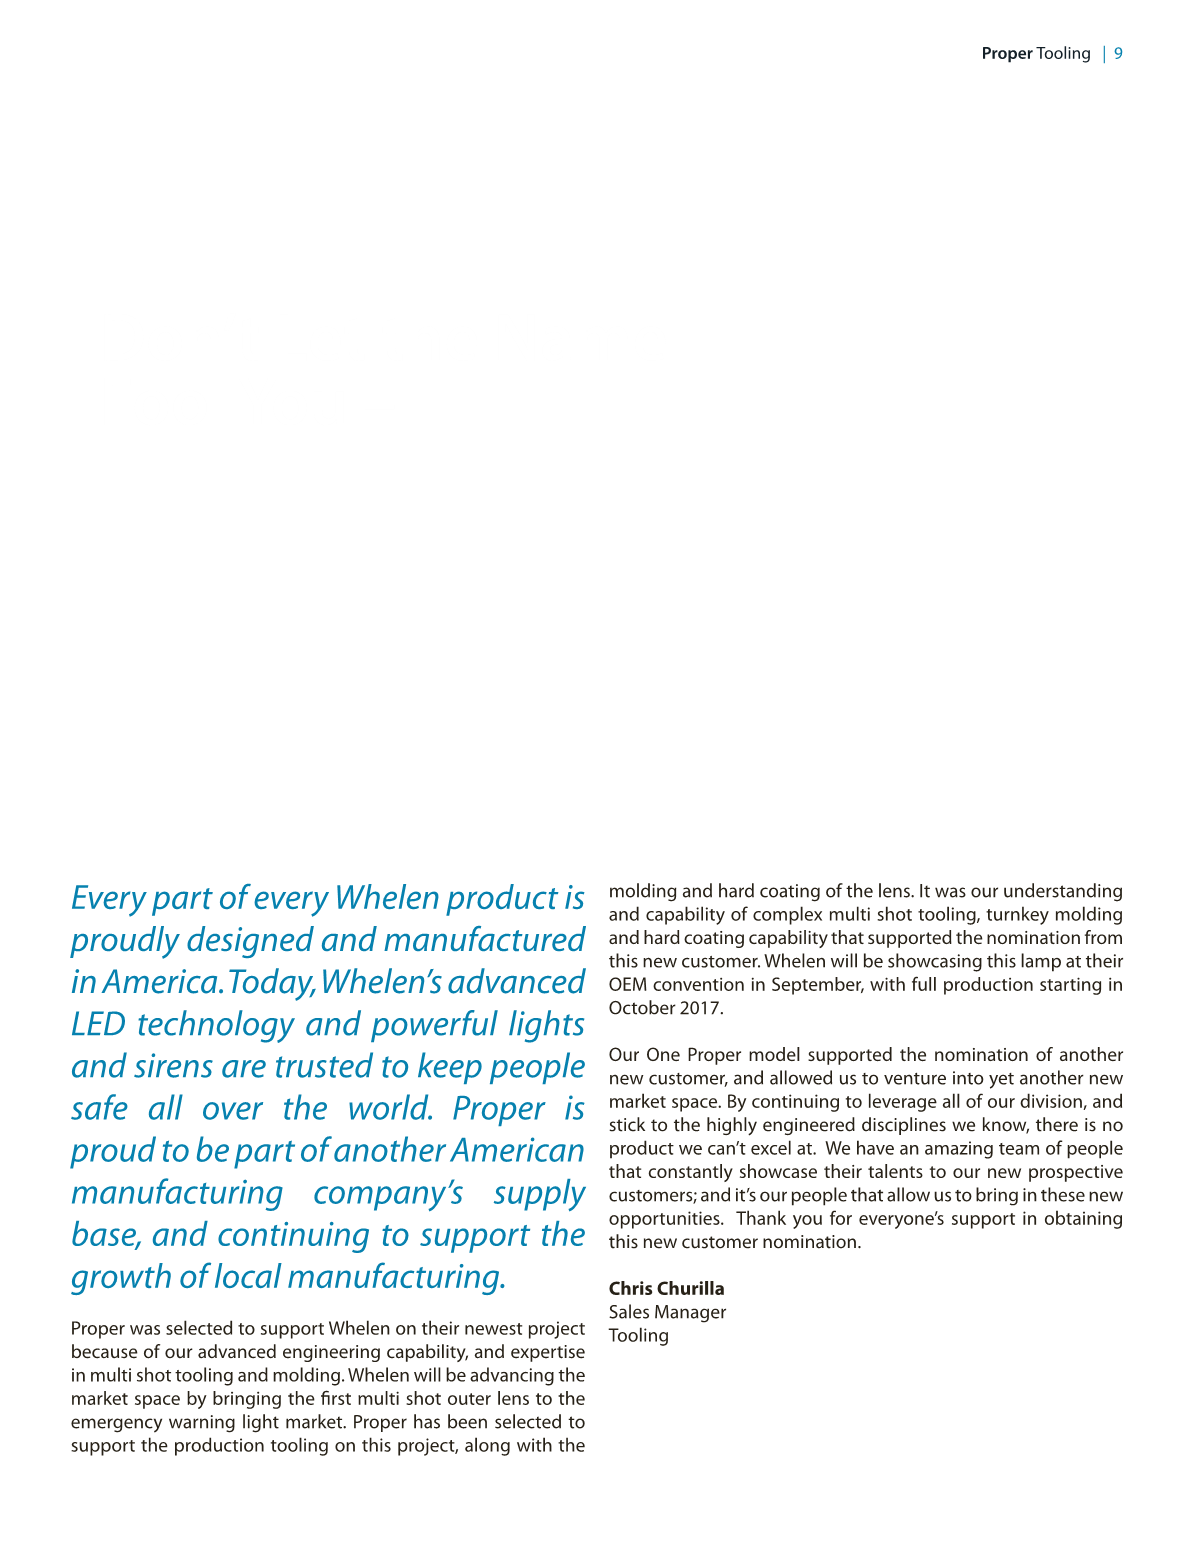 Proper Tooling | 9
Every part of every Whelen product is
proudly designed and manufactured
in America. Today, Whelen’s advanced
LED technology and powerful lights
and sirens are trusted to keep people
safe all over the world. Proper is
proud to be part of another American
manufacturing company’s supply
base, and continuing to support the
growth of local manufacturing.
Proper was selected to support Whelen on their newest project
because of our advanced engineering capability, and expertise
in multi shot tooling and molding. Whelen will be advancing the
market space by bringing the first multi shot outer lens to the
emergency warning light market. Proper has been selected to
support the production tooling on this project, along with the
molding and hard coating of the lens. It was our understanding
and capability of complex multi shot tooling, turnkey molding
and hard coating capability that supported the nomination from
this new customer. Whelen will be showcasing this lamp at their
OEM convention in September, with full production starting in
October 2017.
Our One Proper model supported the nomination of another
new customer, and allowed us to venture into yet another new
market space. By continuing to leverage all of our division, and
stick to the highly engineered disciplines we know, there is no
product we can’t excel at.  We have an amazing team of people
that constantly showcase their talents to our new prospective
customers; and it’s our people that allow us to bring in these new
opportunities.  Thank you for everyone’s support in obtaining
this new customer nomination.
Chris Churilla
Sales Manager
Tooling